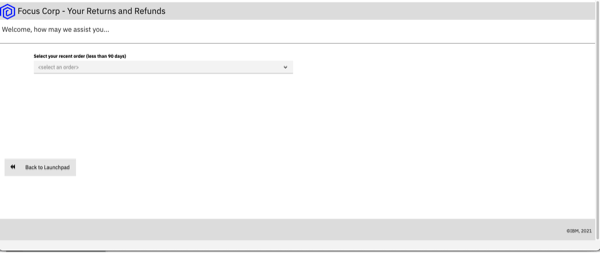 Focus Corp - Your Returns and Refunds
Welcome, how may we assist you...
Select your recent order (less than 90 days)
<select an order>
Back to Launchpad
©IBM, 2021